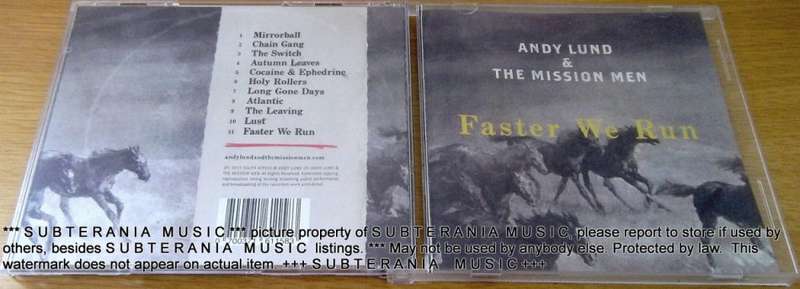 1 Mirrorball
2 Chain Gang
3 The Switch
4 Autumn Leaves
5 Cocaine & Ephedrine
6 Holy Rollers
7 Long Gone Days
8 Atlantic
9 The Leaving
10 Lust
11 Faster We Run
andylundandthemissionmen.com
ANDY LUND
&
THE MISSION MEN
Faster We Run
*** S U B T E R A N I A M U S I C *** picture property of S U B T E R A N I A M U S I C, please report to store if used by
others, besides S U B T E R A N I A M U S I C listings. *** May not be used by anybody else. Protected by law. This
watermark does not appear on actual item. +++ S U B T E R A N I A M U S I C +++